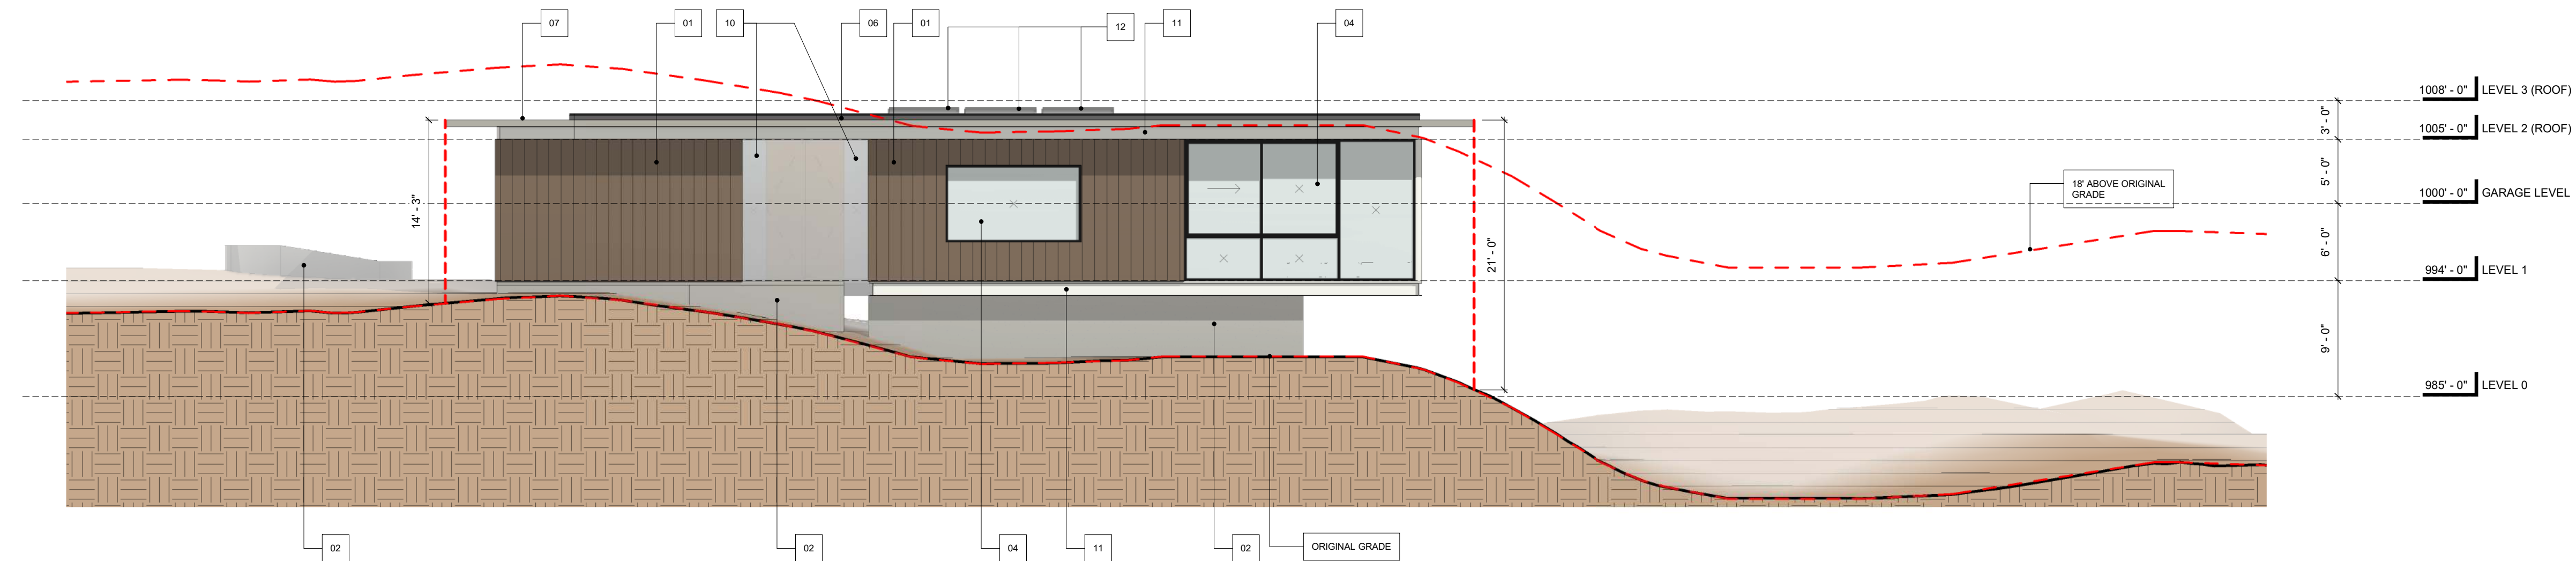 07
01
10
06
01
12
11
04
1008' - 0" LEVEL 3 (ROOF)
3' - 0"
1005' - 0" LEVEL 2 (ROOF)
5' - 0"
18' ABOVE ORIGINAL
GRADE
1000' - 0" GARAGE LEVEL
14' - 3"
21' - 0"
6' - 0"
994' - 0" LEVEL 1
9' - 0"
985' - 0" LEVEL 0
02
02
04
11
02
ORIGINAL GRADE